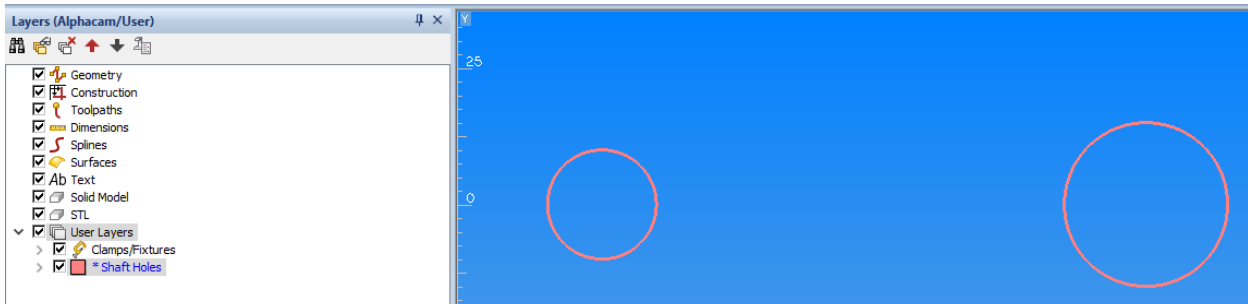 Layers (Alphacam/User)
Geometry
Construction
Toolpaths
Dimensions
Splines
Surfaces
Ab Text
Solid Model
STL
User Layers
Clamps/Fixtures
* Shaft Holes
Y
25
0